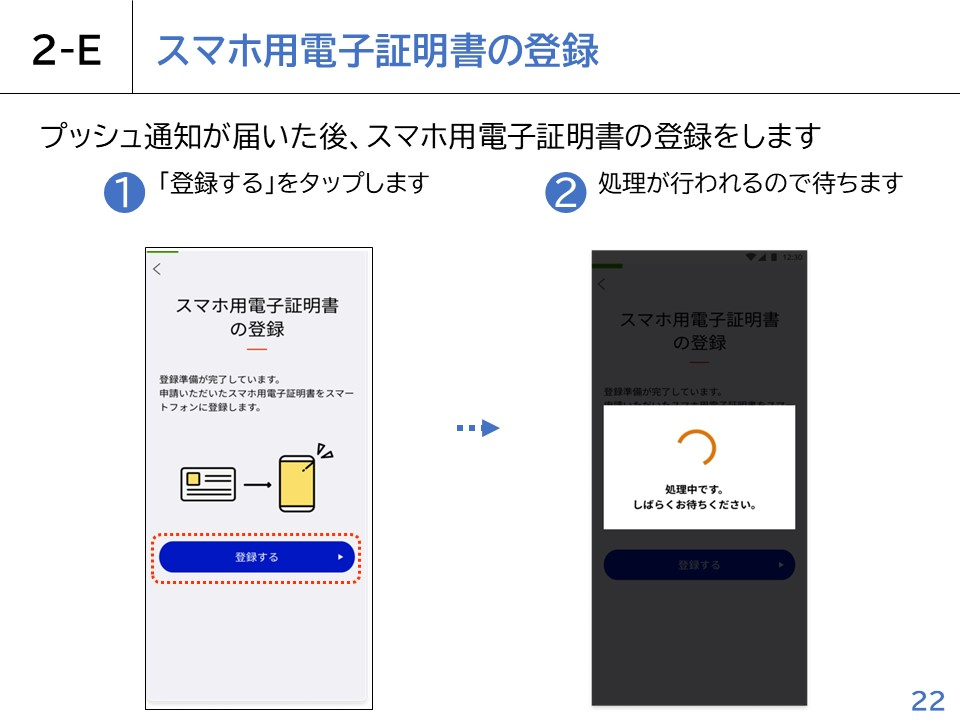 2-E
スマホ用電子証明書の登録
プッシュ通知が届いた後、スマホ用電子証明書の登録をします
1
「登録する」をタップします
スマホ用電子証明書
の登録
登録準備が完了しています。
申請いただいたスマホ用電子証明書をスマー
トフォンに登録します。
登録する
2
処理が行われるので待ちます
12:30
スマホ用電子証明書
の登録
登録準備が完了しています。
処理中です。
しばらくお待ちください。
登録する
22